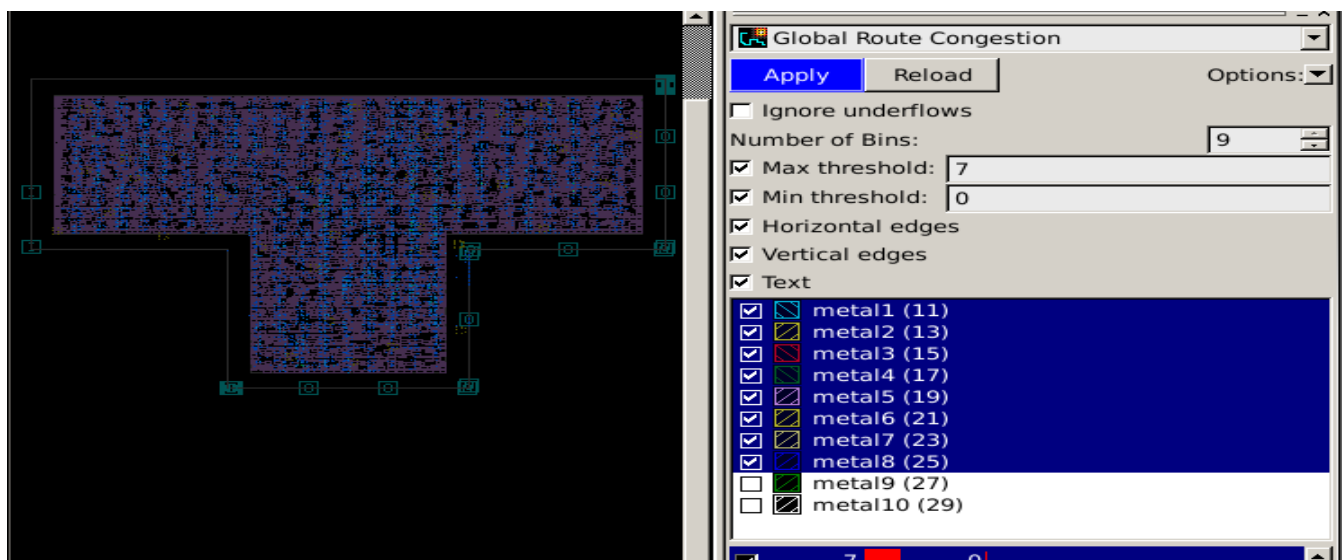 Global Route Congestion
Apply Reload Options:
Ignore underflows
Number of Bins: 9
Max threshold: 7
Min threshold: 0
Horizontal edges
Vertical edges
Text
metal1 (11)
metal2 (13)
metal3 (15)
metal4 (17)
metal5 (19)
metal6 (21)
metal7 (23)
metal8 (25)
metal9 (27)
metal10 (29)
7 0